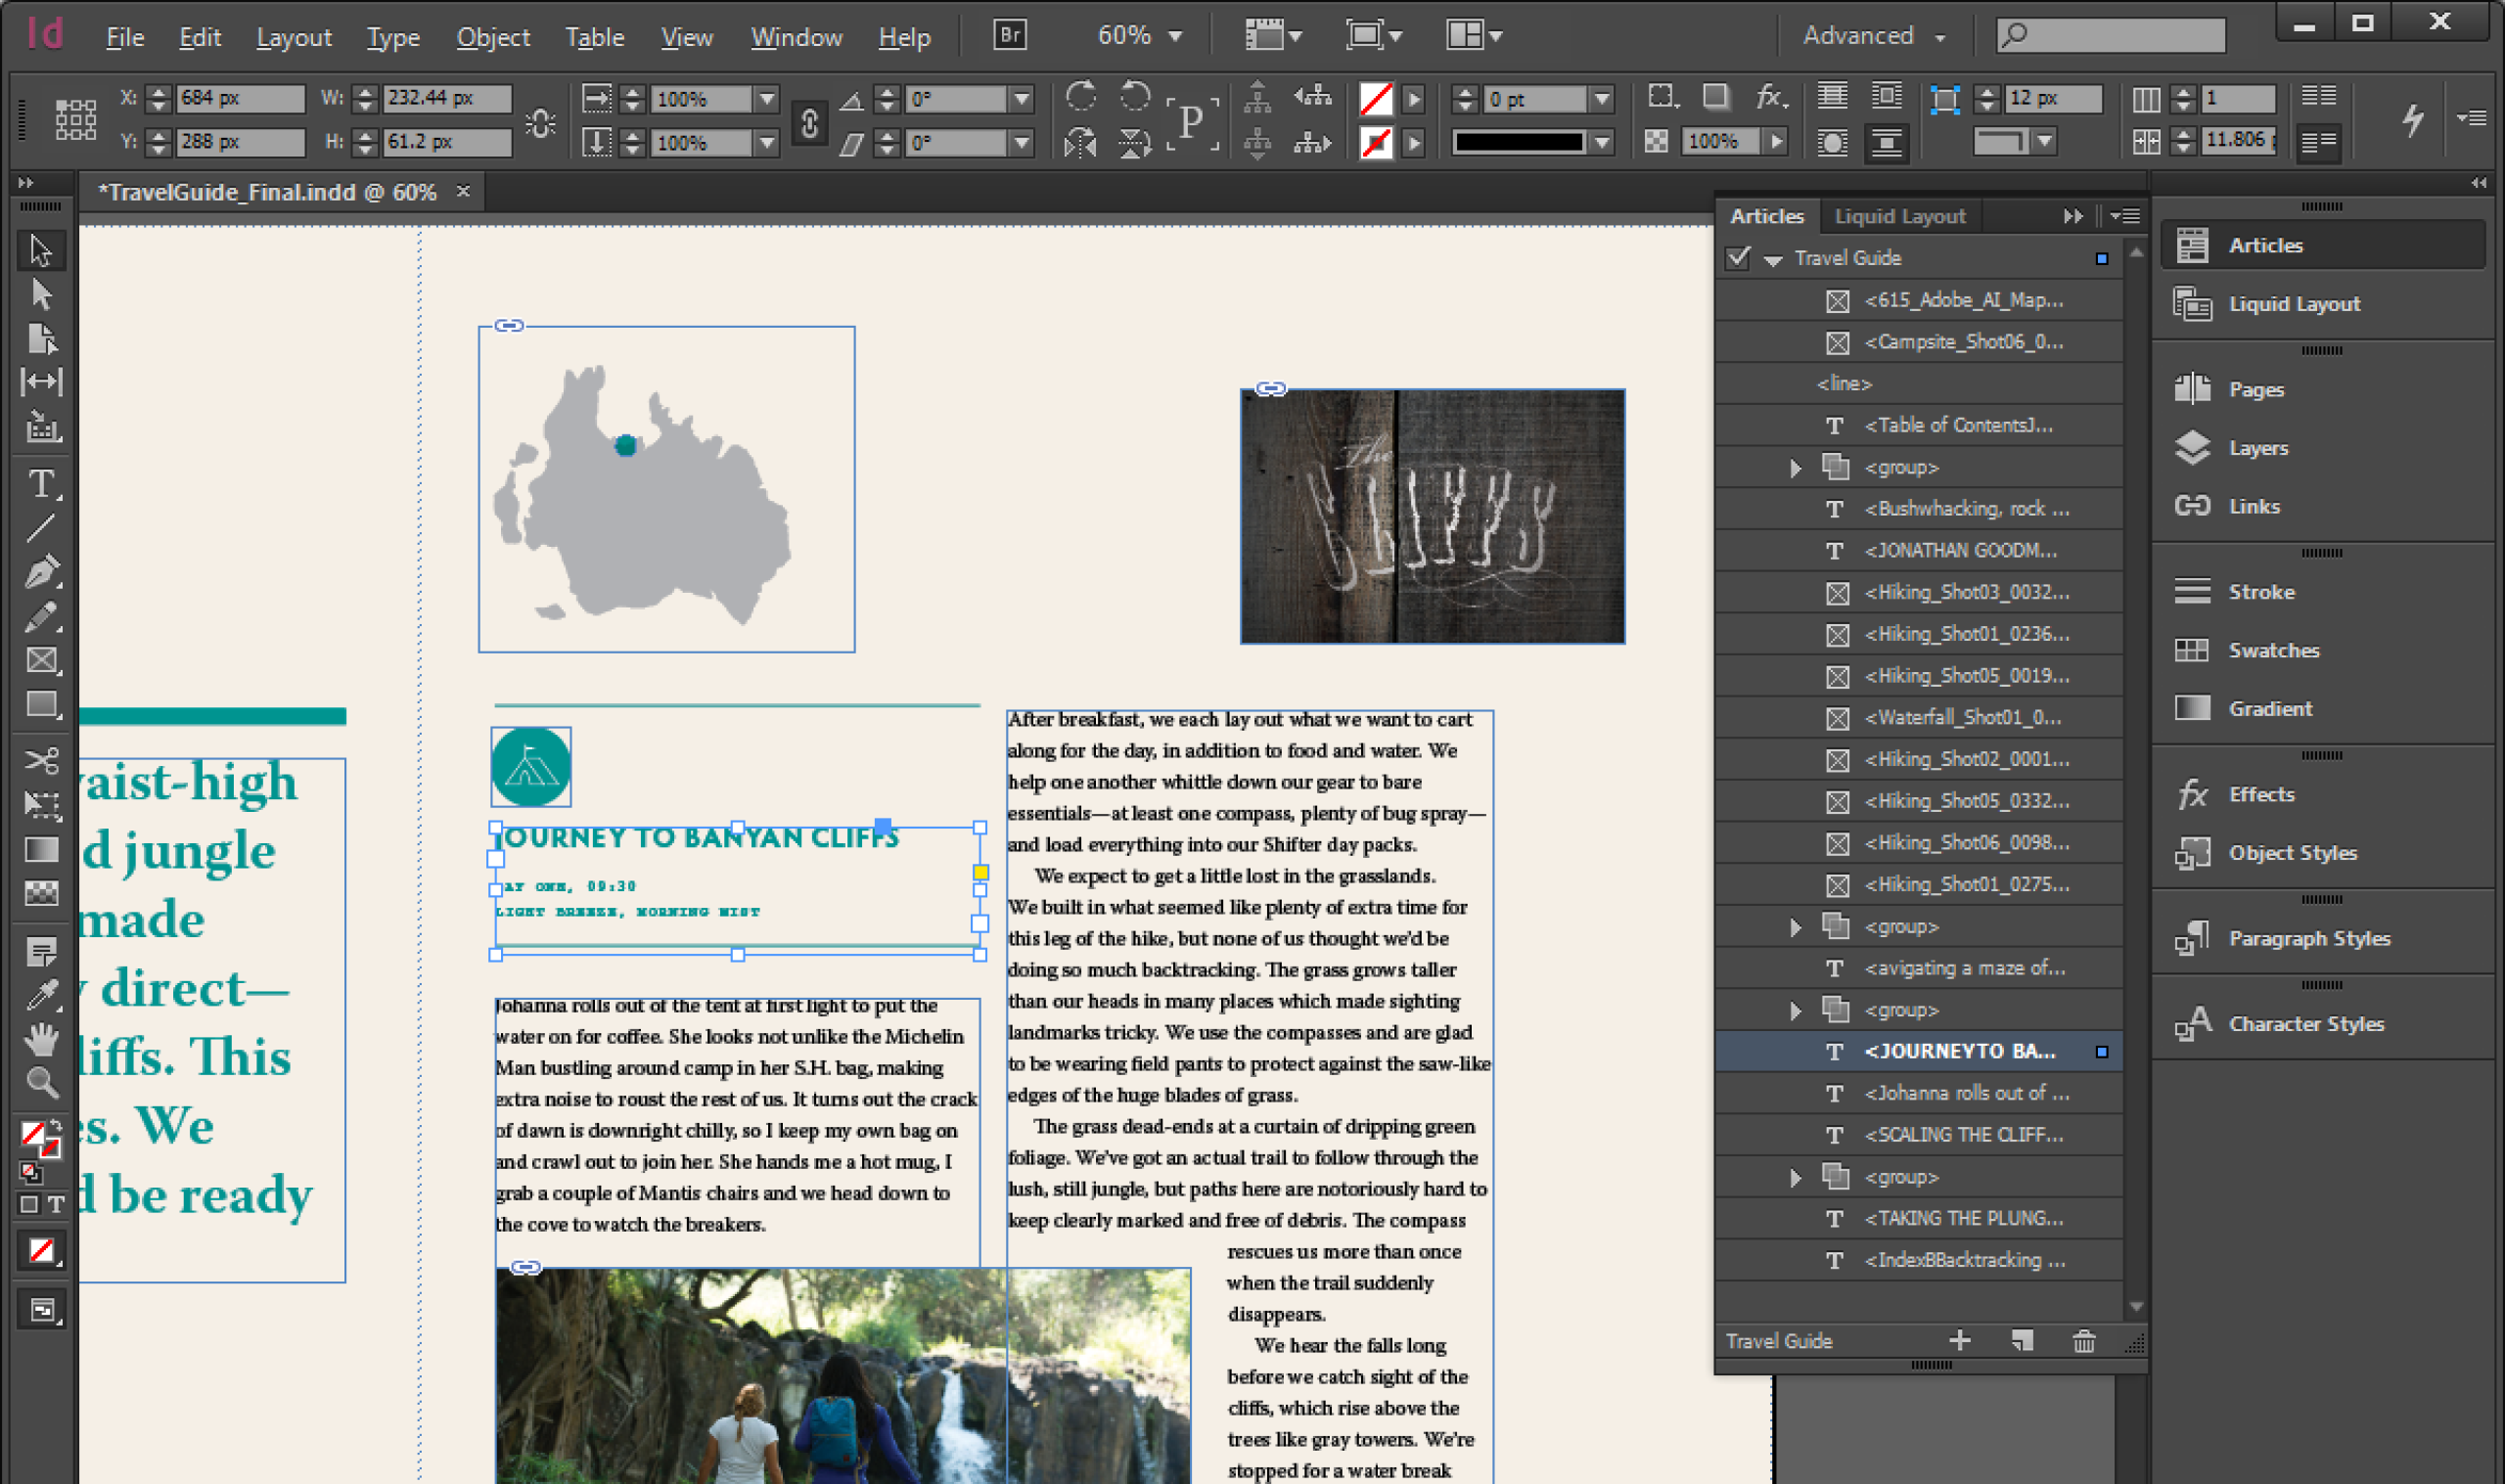 Id File Edit Layout Type Object Table View Window Help Br 60% Advanced
X: 684 px W: 232.44 px 100% 0° P 0 pt fx 12 px 1
Y: 288 px H: 61.2 px 100% 0° 100% 11.806
*TravelGuide_Final.indd @ 60%
aist-high
d jungle
made
direct—
liffs. This
es. We
d be ready
The
JOURNEY TO BANYAN CLIFFS
AY ONE, 09:30
LIGHT BREEZE, MORNING MIST
Johanna rolls out of the tent at first light to put the
water on for coffee. She looks not unlike the Michelin
Man bustling around camp in her S.H. bag, making
extra noise to roust the rest of us. It turns out the crack
of dawn is downright chilly, so I keep my own bag on
and crawl out to join her. She hands me a hot mug, I
grab a couple of Mantis chairs and we head down to
the cove to watch the breakers.
After breakfast, we each lay out what we want to cart
along for the day, in addition to food and water. We
help one another whittle down our gear to bare
essentials—at least one compass, plenty of bug spray—
and load everything into our Shifter day packs.
We expect to get a little lost in the grasslands.
We built in what seemed like plenty of extra time for
this leg of the hike, but none of us thought we'd be
doing so much backtracking. The grass grows taller
than our heads in many places which made sighting
landmarks tricky. We use the compasses and are glad
to be wearing field pants to protect against the saw-like
edges of the huge blades of grass.
The grass dead-ends at a curtain of dripping green
foliage. We've got an actual trail to follow through the
lush, still jungle, but paths here are notoriously hard to
keep clearly marked and free of debris. The compass
rescues us more than once
when the trail suddenly
disappears.
We hear the falls long
before we catch sight of the
cliffs, which rise above the
trees like gray towers. We're
stopped for a water break
Articles Liquid Layout
Travel Guide
<615_Adobe_AI_Map...
<Campsite_Shot06_0...
<line>
<Table of ContentsJ...
<group>
<Bushwhacking, rock ...
<JONATHAN GOODM...
<Hiking_Shot03_0032...
<Hiking_Shot01_0236...
<Hiking_Shot05_0019...
<Waterfall_Shot01_0...
<Hiking_Shot02_0001...
<Hiking_Shot05_0332...
<Hiking_Shot06_0098...
<Hiking_Shot01_0275...
<group>
<avigating a maze of...
<group>
<JOURNEYTO BA...
<Johanna rolls out of ...
<SCALING THE CLIFF...
<group>
<TAKING THE PLUNG...
<IndexBBacktracking ...
Travel Guide
Articles
Liquid Layout
Pages
Layers
Links
Stroke
Swatches
Gradient
fx Effects
Object Styles
Paragraph Styles
Character Styles